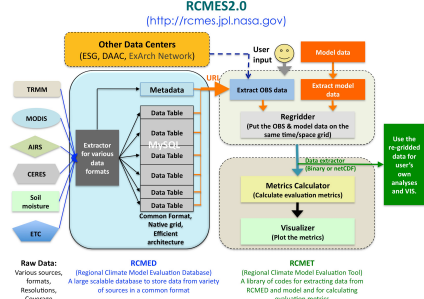 RCMES2.0
(http://rcmes.jpl.nasa.gov)
Other Data Centers
(ESG, DAAC, ExArch Network)
User
input
Model data
TRMM
MODIS
AIRS
CERES
Soil
moisture
ETC
Extractor
for various
data
formats
Metadata
URL
MySQL
Data Table
Data Table
Data Table
Data Table
Data Table
Data Table
Data Table
Common Format,
Native grid,
Efficient
architecture
Extract OBS data
Extract model
data
Regridder
(Put the OBS & model data on the
same time/space grid)
Data extractor
(Binary or netCDF)
Metrics Calculator
(Calculate evaluation metrics)
Visualizer
(Plot the metrics)
Use the
re-gridded
data for
user's
own
analyses
and VIS.
Raw Data:
Various sources,
formats,
Resolutions,
Coverage
RCMED
(Regional Climate Model Evaluation Database)
A large scalable database to store data from variety
of sources in a common format
RCMET
(Regional Climate Model Evaluation Tool)
A library of codes for extracting data from
RCMED and model and for calculating
evaluation metrics